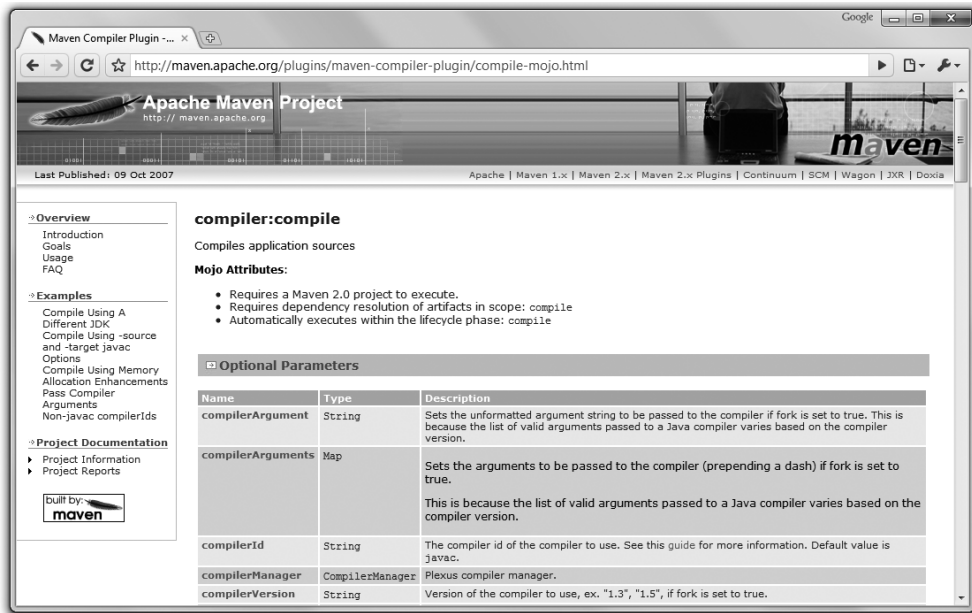 Google
Maven Compiler Plugin -...
http://maven.apache.org/plugins/maven-compiler-plugin/compile-mojo.html
Apache Maven Project
http:// maven.apache.org
maven
Last Published: 09 Oct 2007
Apache | Maven 1.x | Maven 2.x | Maven 2.x Plugins | Continuum | SCM | Wagon | JXR | Doxia
Overview
Introduction
Goals
Usage
FAQ
Examples
Compile Using A
Different JDK
Compile Using -source
and -target javac
Options
Compile Using Memory
Allocation Enhancements
Pass Compiler
Arguments
Non-javac compilerIds
Project Documentation
Project Information
Project Reports
built by:
maven
compiler:compile
Compiles application sources
Mojo Attributes:
• Requires a Maven 2.0 project to execute.
• Requires dependency resolution of artifacts in scope: compile
• Automatically executes within the lifecycle phase: compile
Optional Parameters
Name Type Description
compilerArgument String Sets the unformatted argument string to be passed to the compiler if fork is set to true. This is
because the list of valid arguments passed to a Java compiler varies based on the compiler
version.
compilerArguments Map
Sets the arguments to be passed to the compiler (prepending a dash) if fork is set to
true.
This is because the list of valid arguments passed to a Java compiler varies based on the
compiler version.
compilerId String The compiler id of the compiler to use. See this guide for more information. Default value is
javac.
compilerManager CompilerManager Plexus compiler manager.
compilerVersion String Version of the compiler to use, ex. "1.3", "1.5", if fork is set to true.